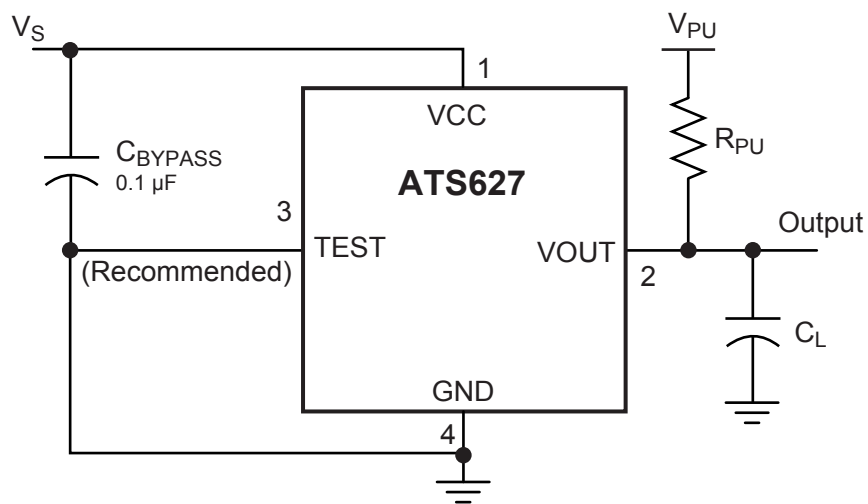 VS
VPU
1
VCC
CBYPASS
0.1 µF
RPU
ATS627
3
TEST
(Recommended)
VOUT
2
Output
CL
GND
4